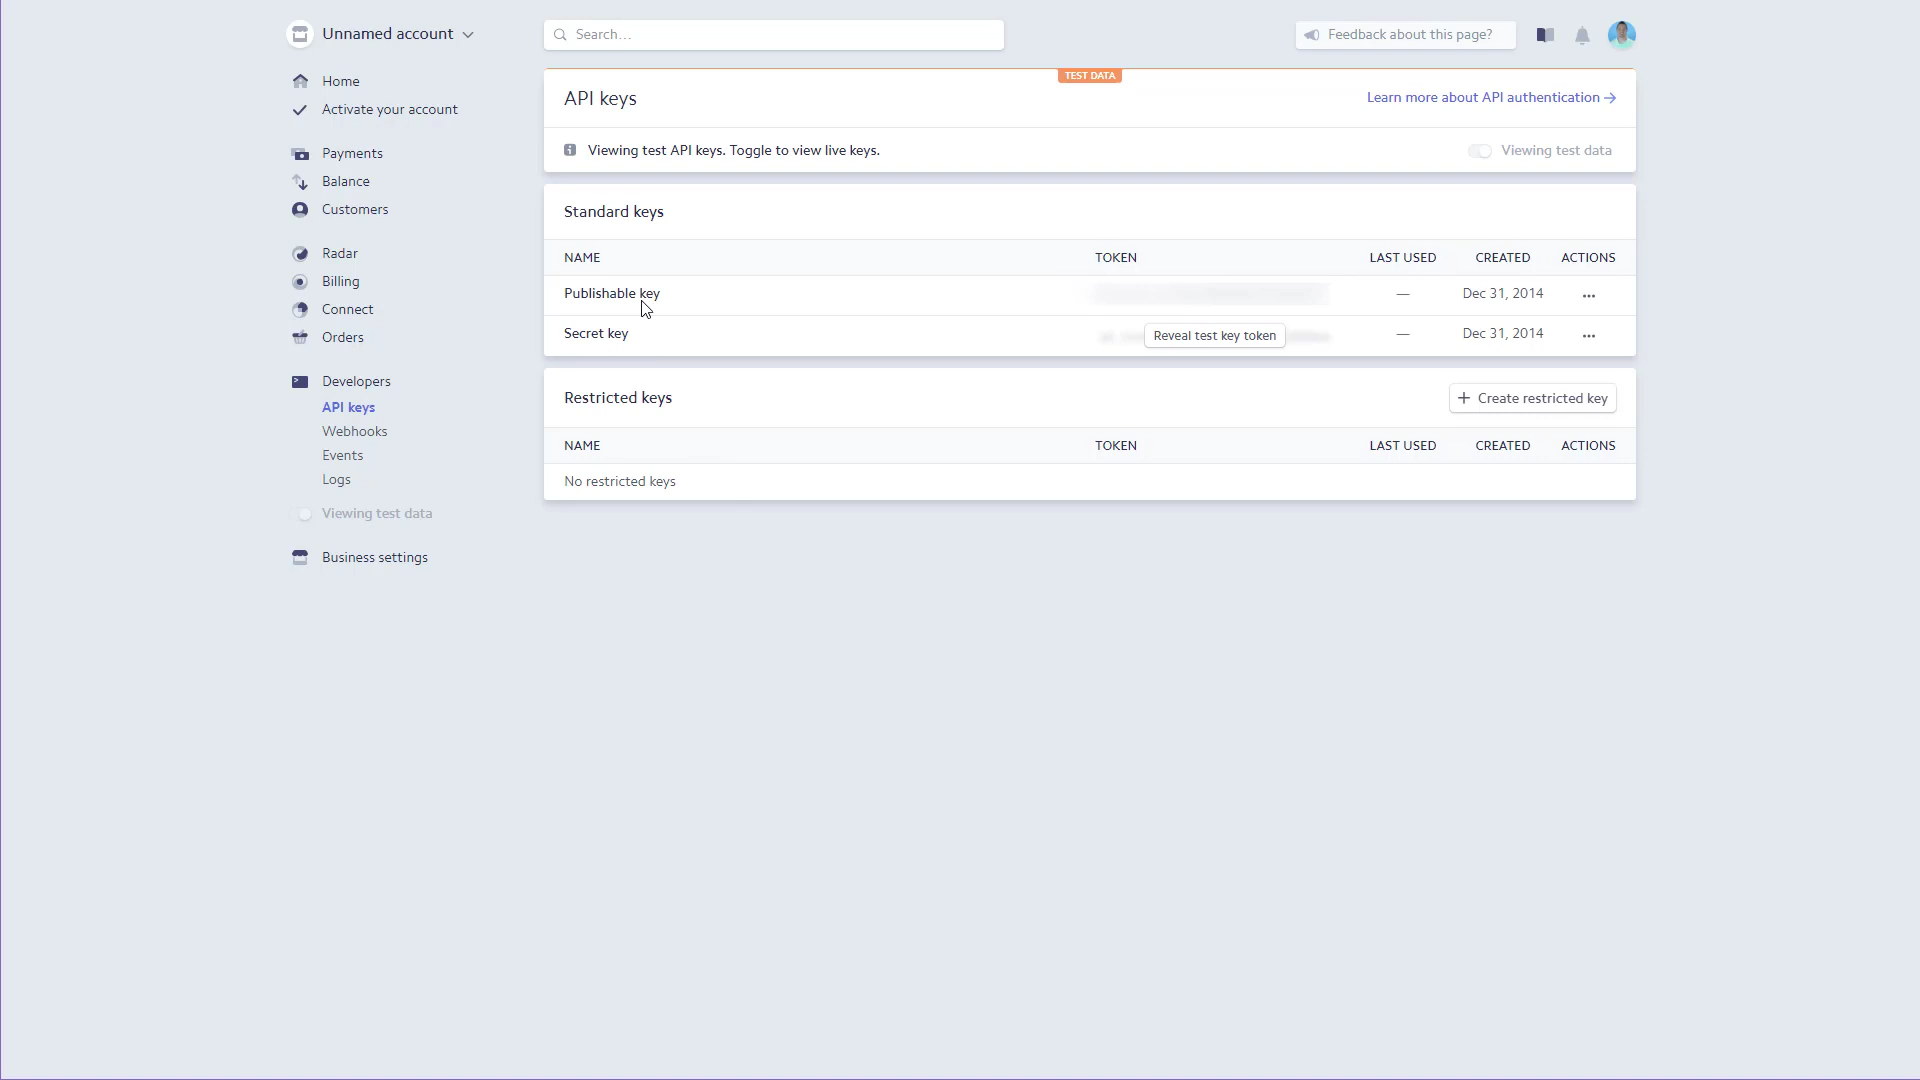 Unnamed account
Search…
Feedback about this page?
Home
Activate your account
Payments
Balance
Customers
Radar
Billing
Connect
Orders
Developers
API keys
Webhooks
Events
Logs
Viewing test data
Business settings
TEST DATA
API keys
Learn more about API authentication →
Viewing test API keys. Toggle to view live keys.
Viewing test data
Standard keys
NAME TOKEN LAST USED CREATED ACTIONS
Publishable key — Dec 31, 2014 •••
Secret key Reveal test key token — Dec 31, 2014 •••
Restricted keys
+ Create restricted key
NAME TOKEN LAST USED CREATED ACTIONS
No restricted keys